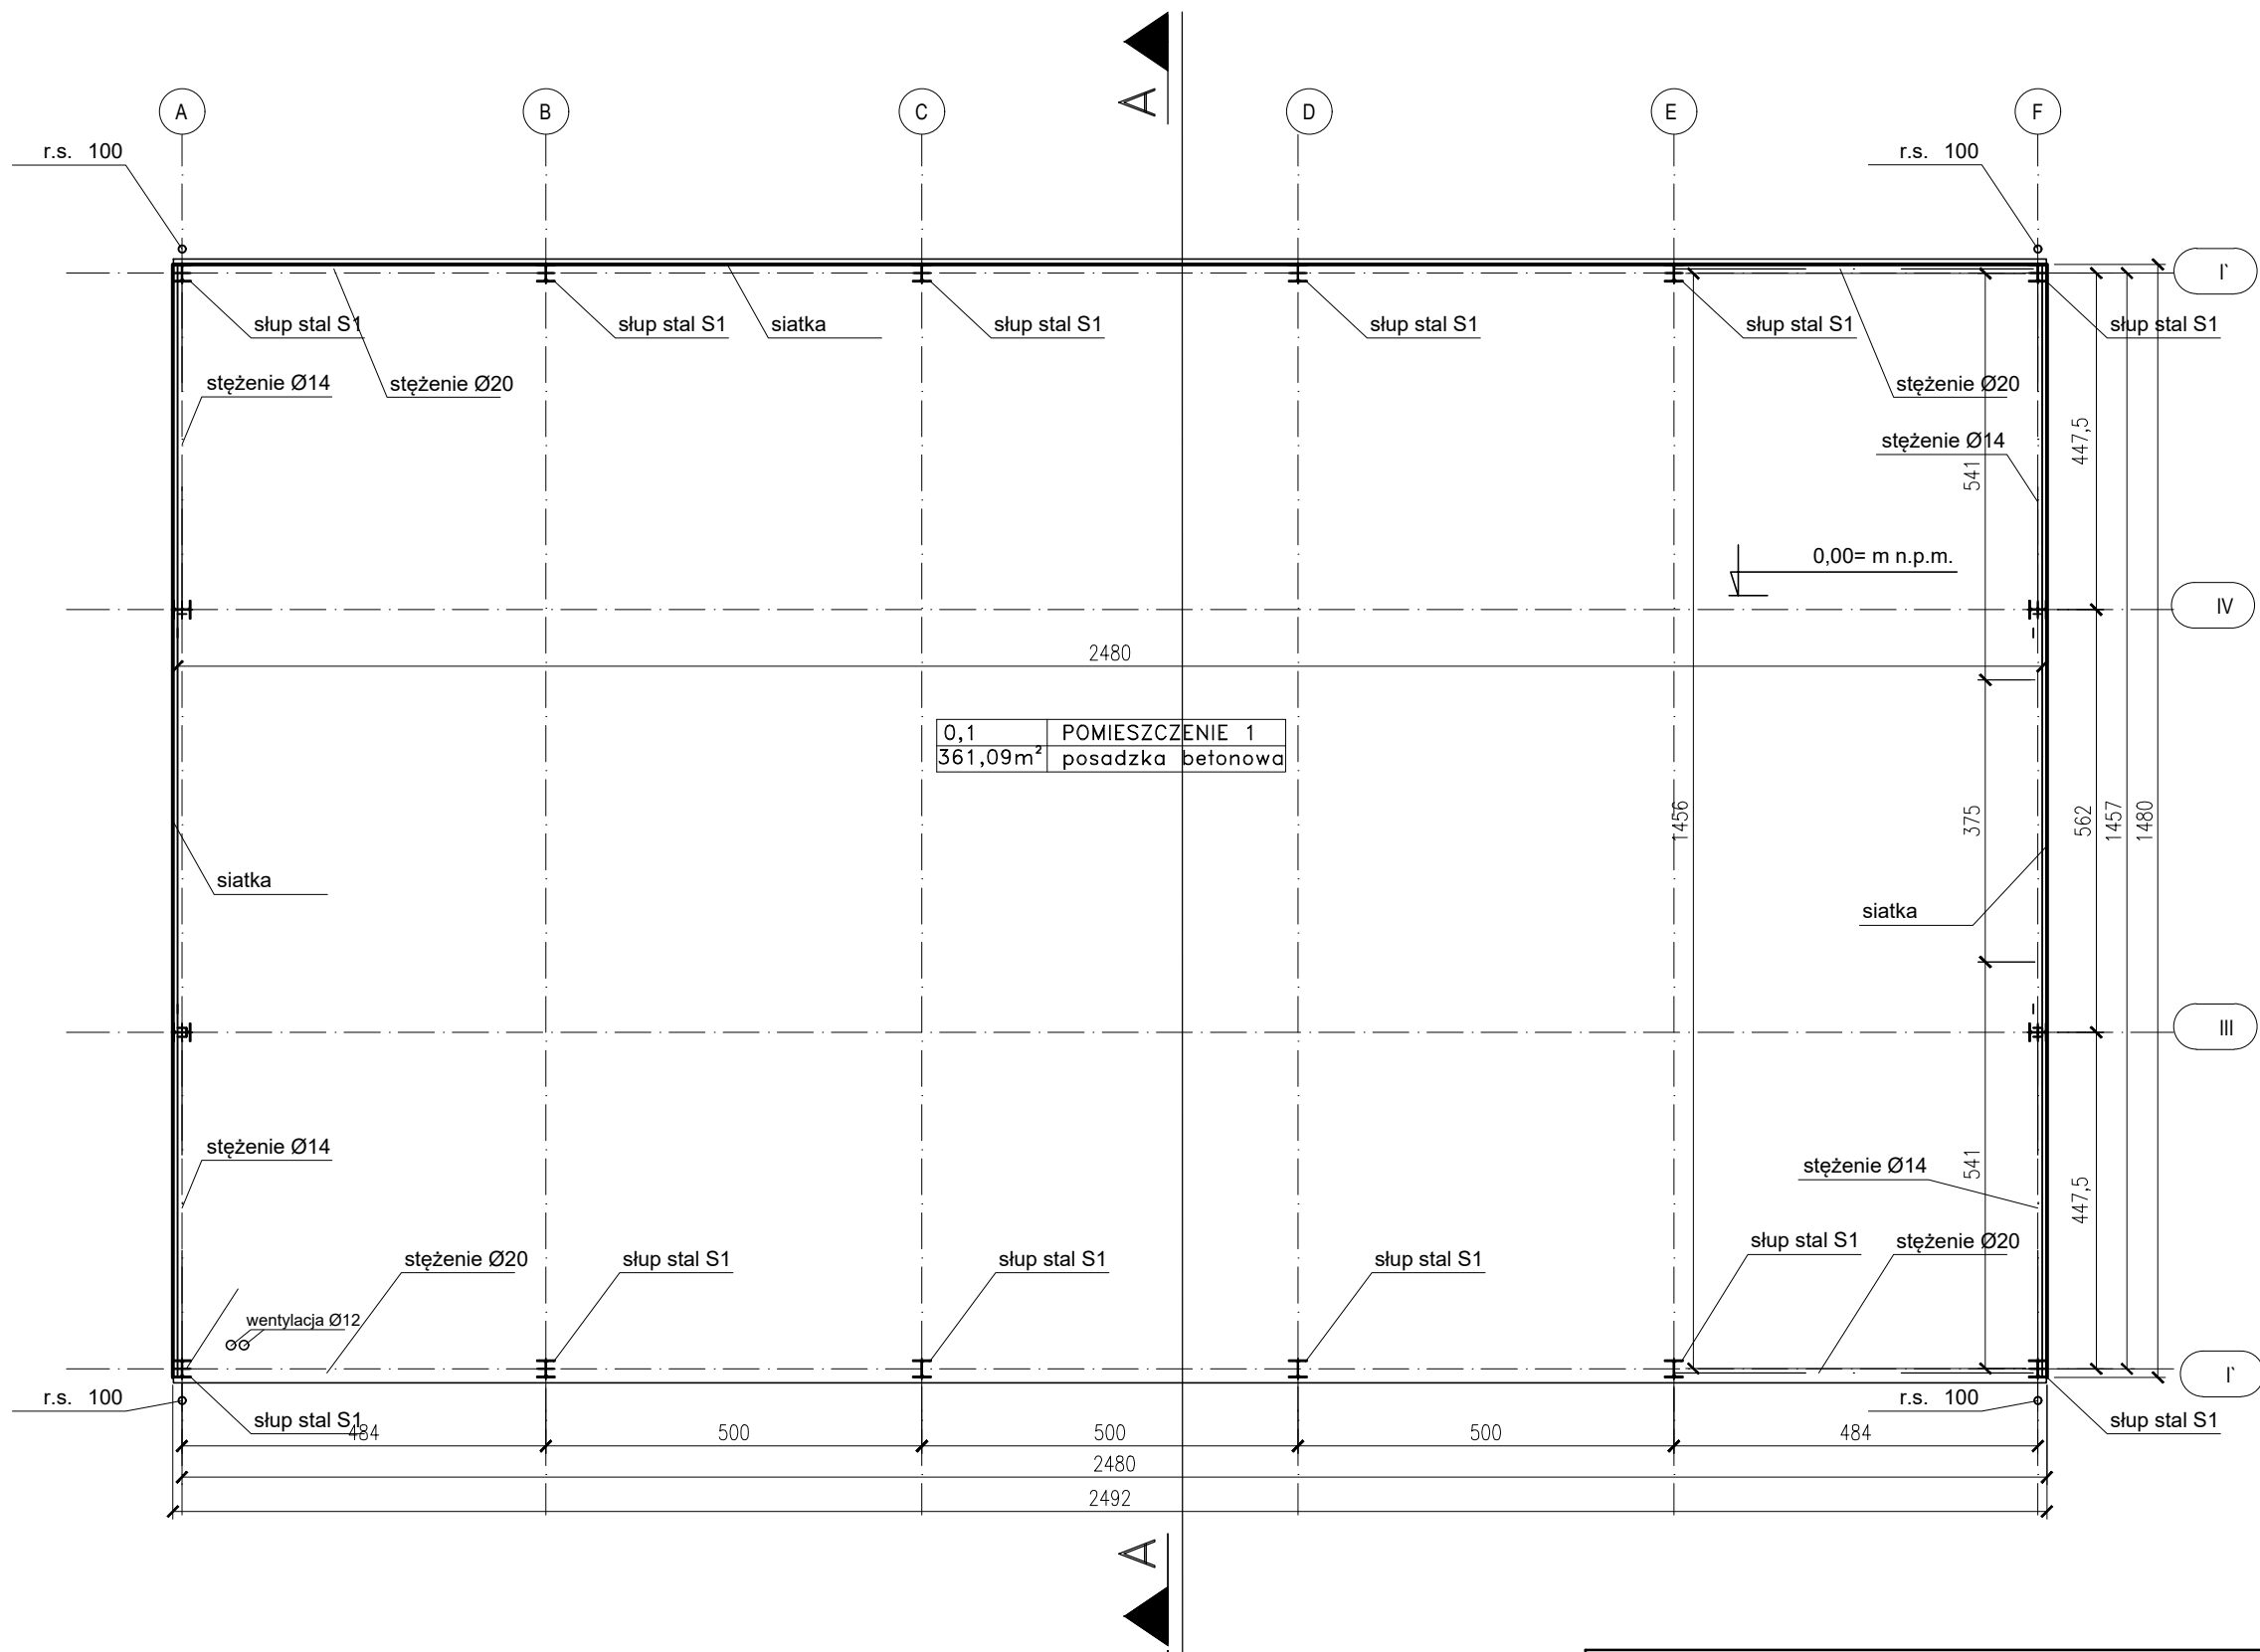 A
A B C D E F
r.s. 100
r.s. 100
I`
słup stal S1
słup stal S1
siatka
słup stal S1
słup stal S1
słup stal S1
słup stal S1
stężenie Ø14
stężenie Ø20
stężenie Ø20
stężenie Ø14
541
447,5
0,00= m n.p.m.
IV
2480
0,1 POMIESZCZENIE 1
361,09m² posadzka betonowa
1456
375
562
1457
1480
siatka
siatka
III
stężenie Ø14
541
stężenie Ø14
447,5
stężenie Ø20
słup stal S1
słup stal S1
słup stal S1
słup stal S1
stężenie Ø20
wentylacja Ø12
I`
r.s. 100
słup stal S1
r.s. 100
słup stal S1
484 500 500 500 484
2480
2492
A